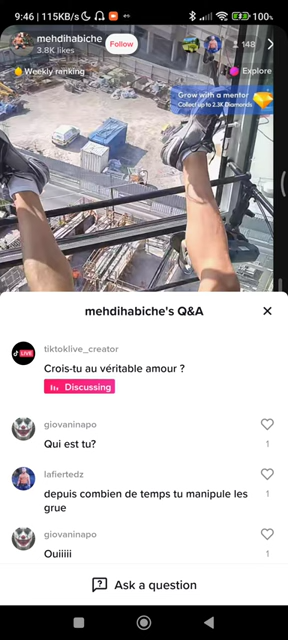 9:46 | 115KB/s
100%
mehdihabiche
3.8K likes
Follow
148
Weekly ranking
Explore
Grow with a mentor
Collect up to 2.3K Diamonds
mehdihabiche's Q&A
LIVE
tiktoklive_creator
Crois-tu au véritable amour ?
Discussing
giovaninapo
Qui est tu?
1
lafiertedz
depuis combien de temps tu manipule les
grue
1
giovaninapo
Ouiiiii
1
Ask a question